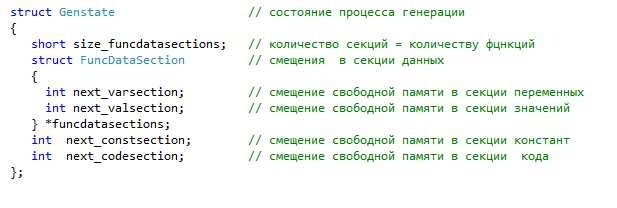 struct Genstate // состояние процесса генерации
{
short size_funcdatasections; // количество секций = количеству фцнкций
struct FuncDataSection // смещения в секции данных
{
int next_varsection; // смещение свободной памяти в секции переменных
int next_valsection; // смещение свободной памяти в секции значений
} *funcdatasections;
int next_constsection; // смещение свободной памяти в секции констант
int next_codesection; // смещение свободной памяти в секции кода
};